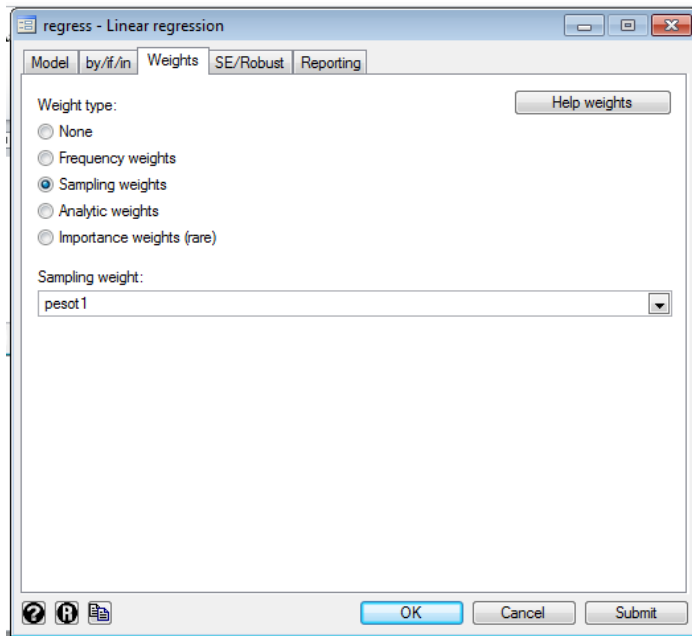 regress - Linear regression
Model by/if/in Weights SE/Robust Reporting
Weight type: Help weights
None
Frequency weights
Sampling weights
Analytic weights
Importance weights (rare)
Sampling weight:
pesot1
? R OK Cancel Submit